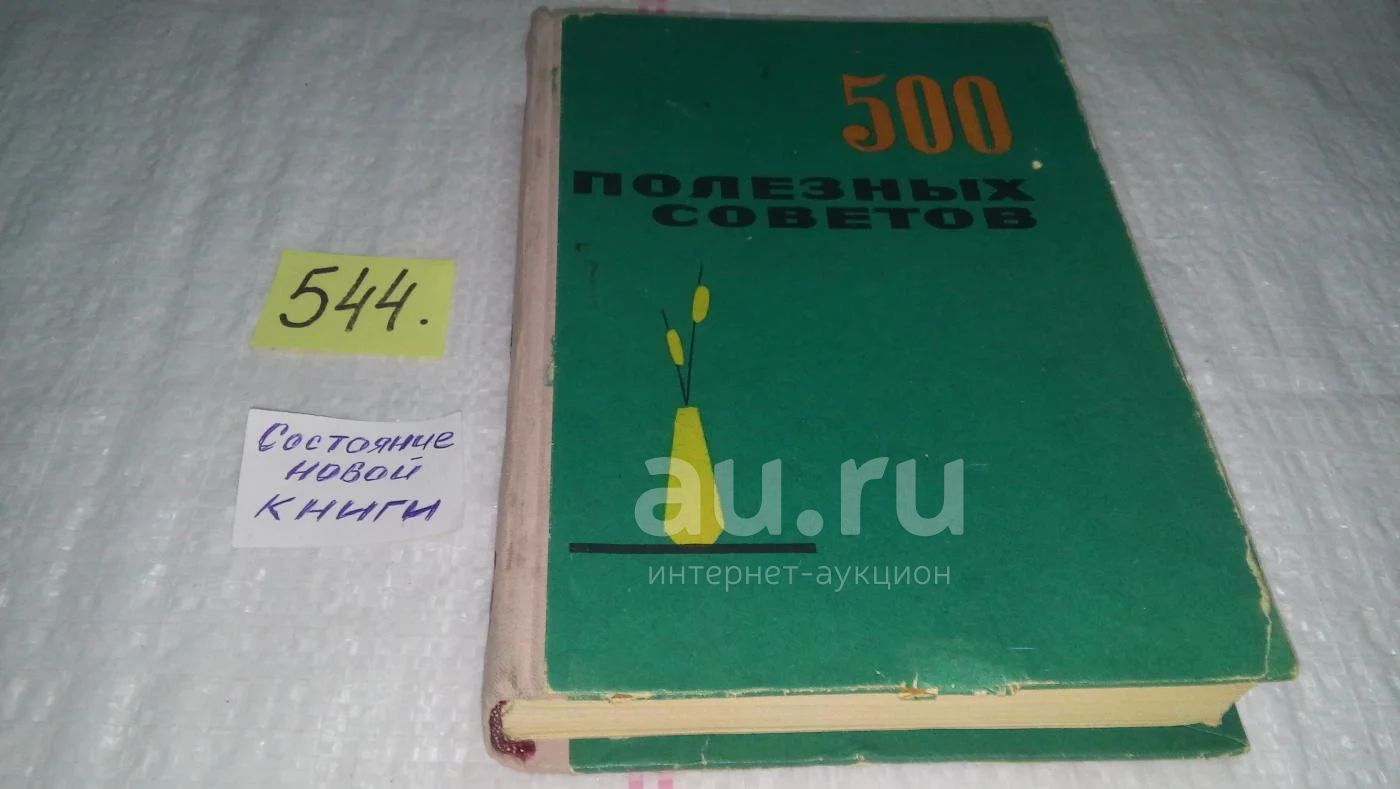 500
ПОЛЕЗНЫХ
СОВЕТОВ
544.
Состояние
новой
книги
au.ru
интернет-аукцион